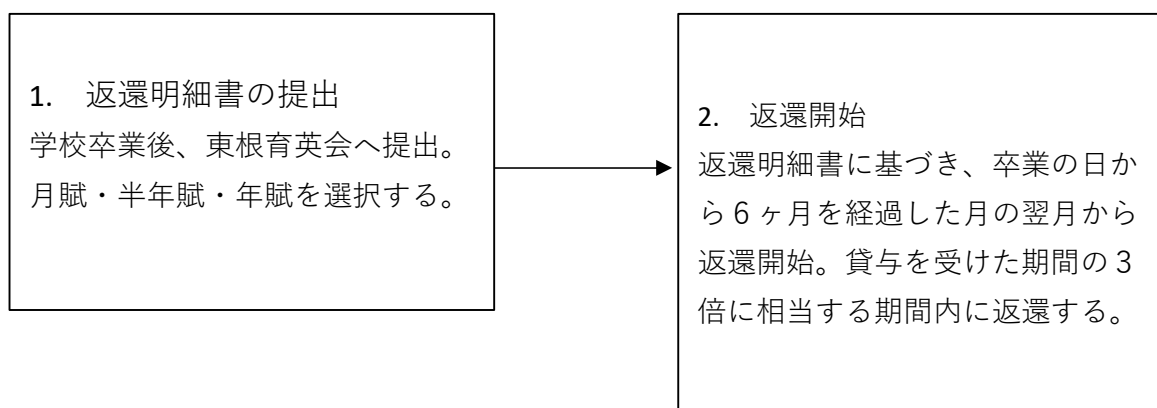 1. 返還明細書の提出
学校卒業後、東根育英会へ提出。
月賦・半年賦・年賦を選択する。
2. 返還開始
返還明細書に基づき、卒業の日か
ら６ヶ月を経過した月の翌月から
返還開始。貸与を受けた期間の３
倍に相当する期間内に返還する。